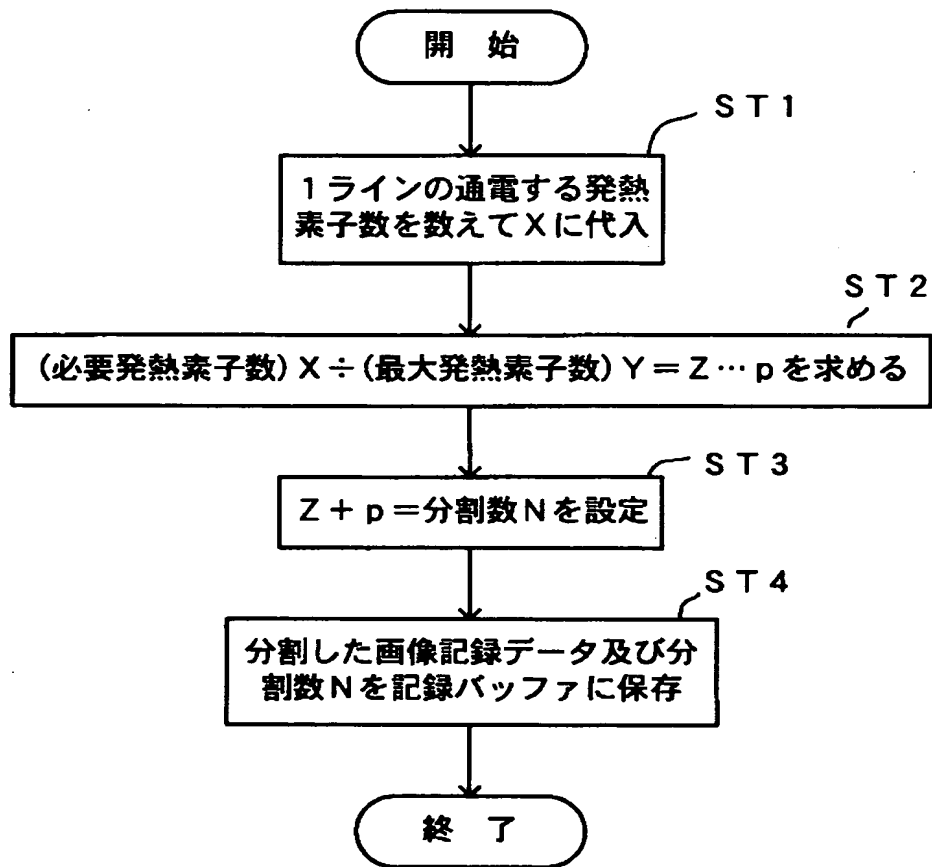 開 始
ST1
1ラインの通電する発熱
素子数を数えてXに代入
ST2
(必要発熱素子数)X÷(最大発熱素子数)Y=Z…pを求める
ST3
Z+p=分割数Nを設定
ST4
分割した画像記録データ及び分
割数Nを記録バッファに保存
終 了